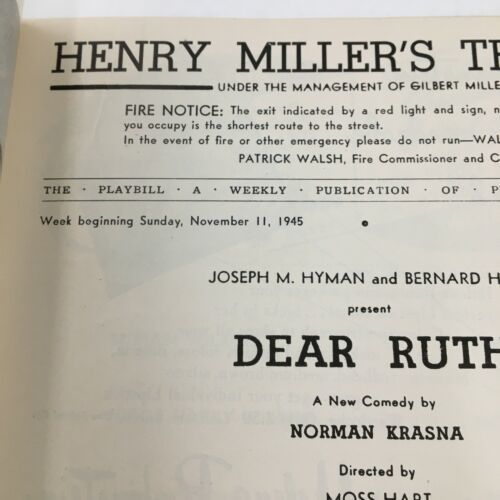 HENRY MILLER'S
UNDER THE MANAGEMENT OF GILBERT
FIRE NOTICE: The exit indicated by a red light and sign,
you occupy is the shortest route to the street.
In the event of fire or other emergency please do not run—
PATRICK WALSH, Fire Commissioner and
THE · PLAYBILL · A · WEEKLY · PUBLICATION · OF ·
Week beginning Sunday, November 11, 1945
JOSEPH M. HYMAN and BERNARD
present
DEAR RUTH
A New Comedy by
NORMAN KRASNA
Directed by
MOSS HART